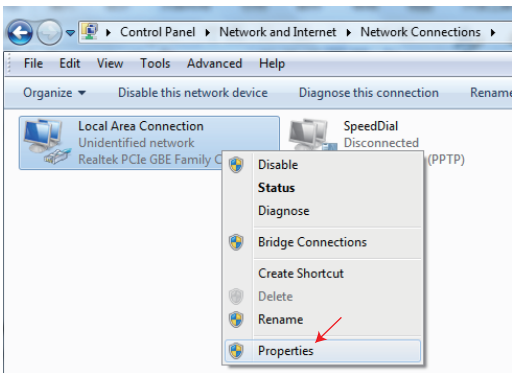 Control Panel Network and Internet Network Connections
File Edit View Tools Advanced Help
Organize Disable this network device Diagnose this connection Rename
Local Area Connection
Unidentified network
Realtek PCIe GBE Family C
SpeedDial
Disconnected
(PPTP)
Disable
Status
Diagnose
Bridge Connections
Create Shortcut
Delete
Rename
Properties